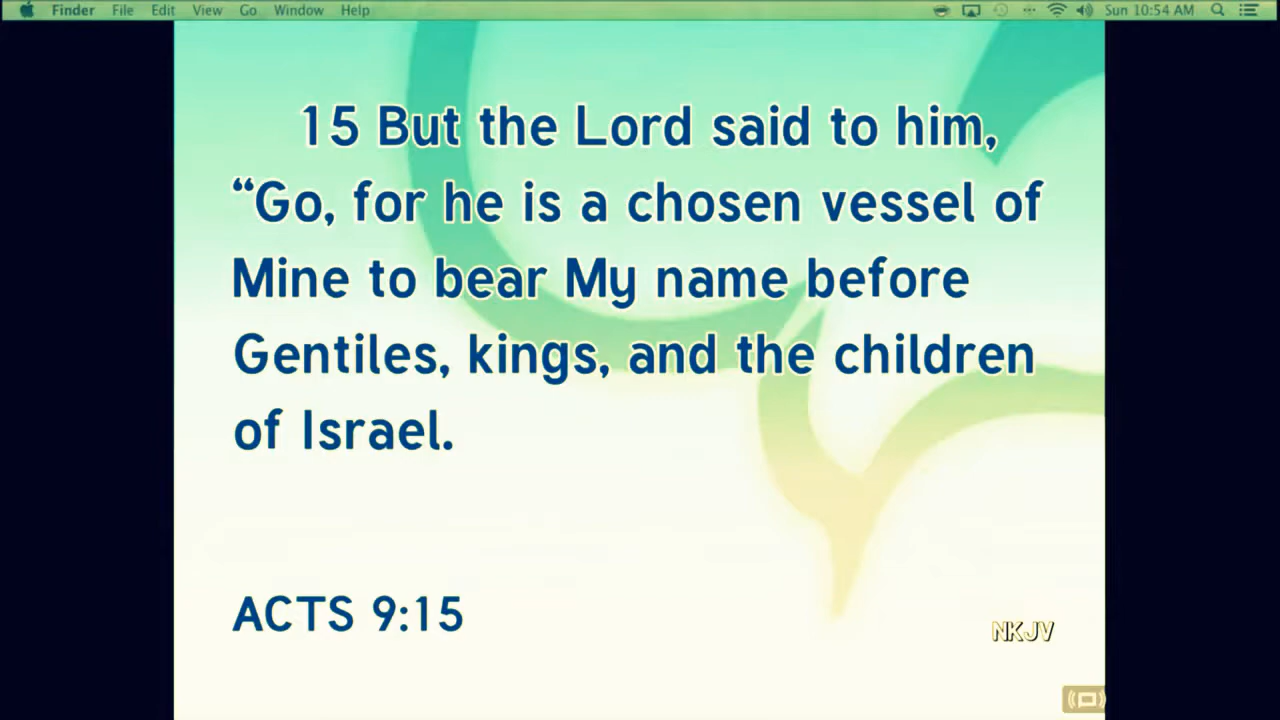 Finder File Edit View Go Window Help Sun 10:54 AM
15 But the Lord said to him,
“Go, for he is a chosen vessel of
Mine to bear My name before
Gentiles, kings, and the children
of Israel.
ACTS 9:15
NKJV